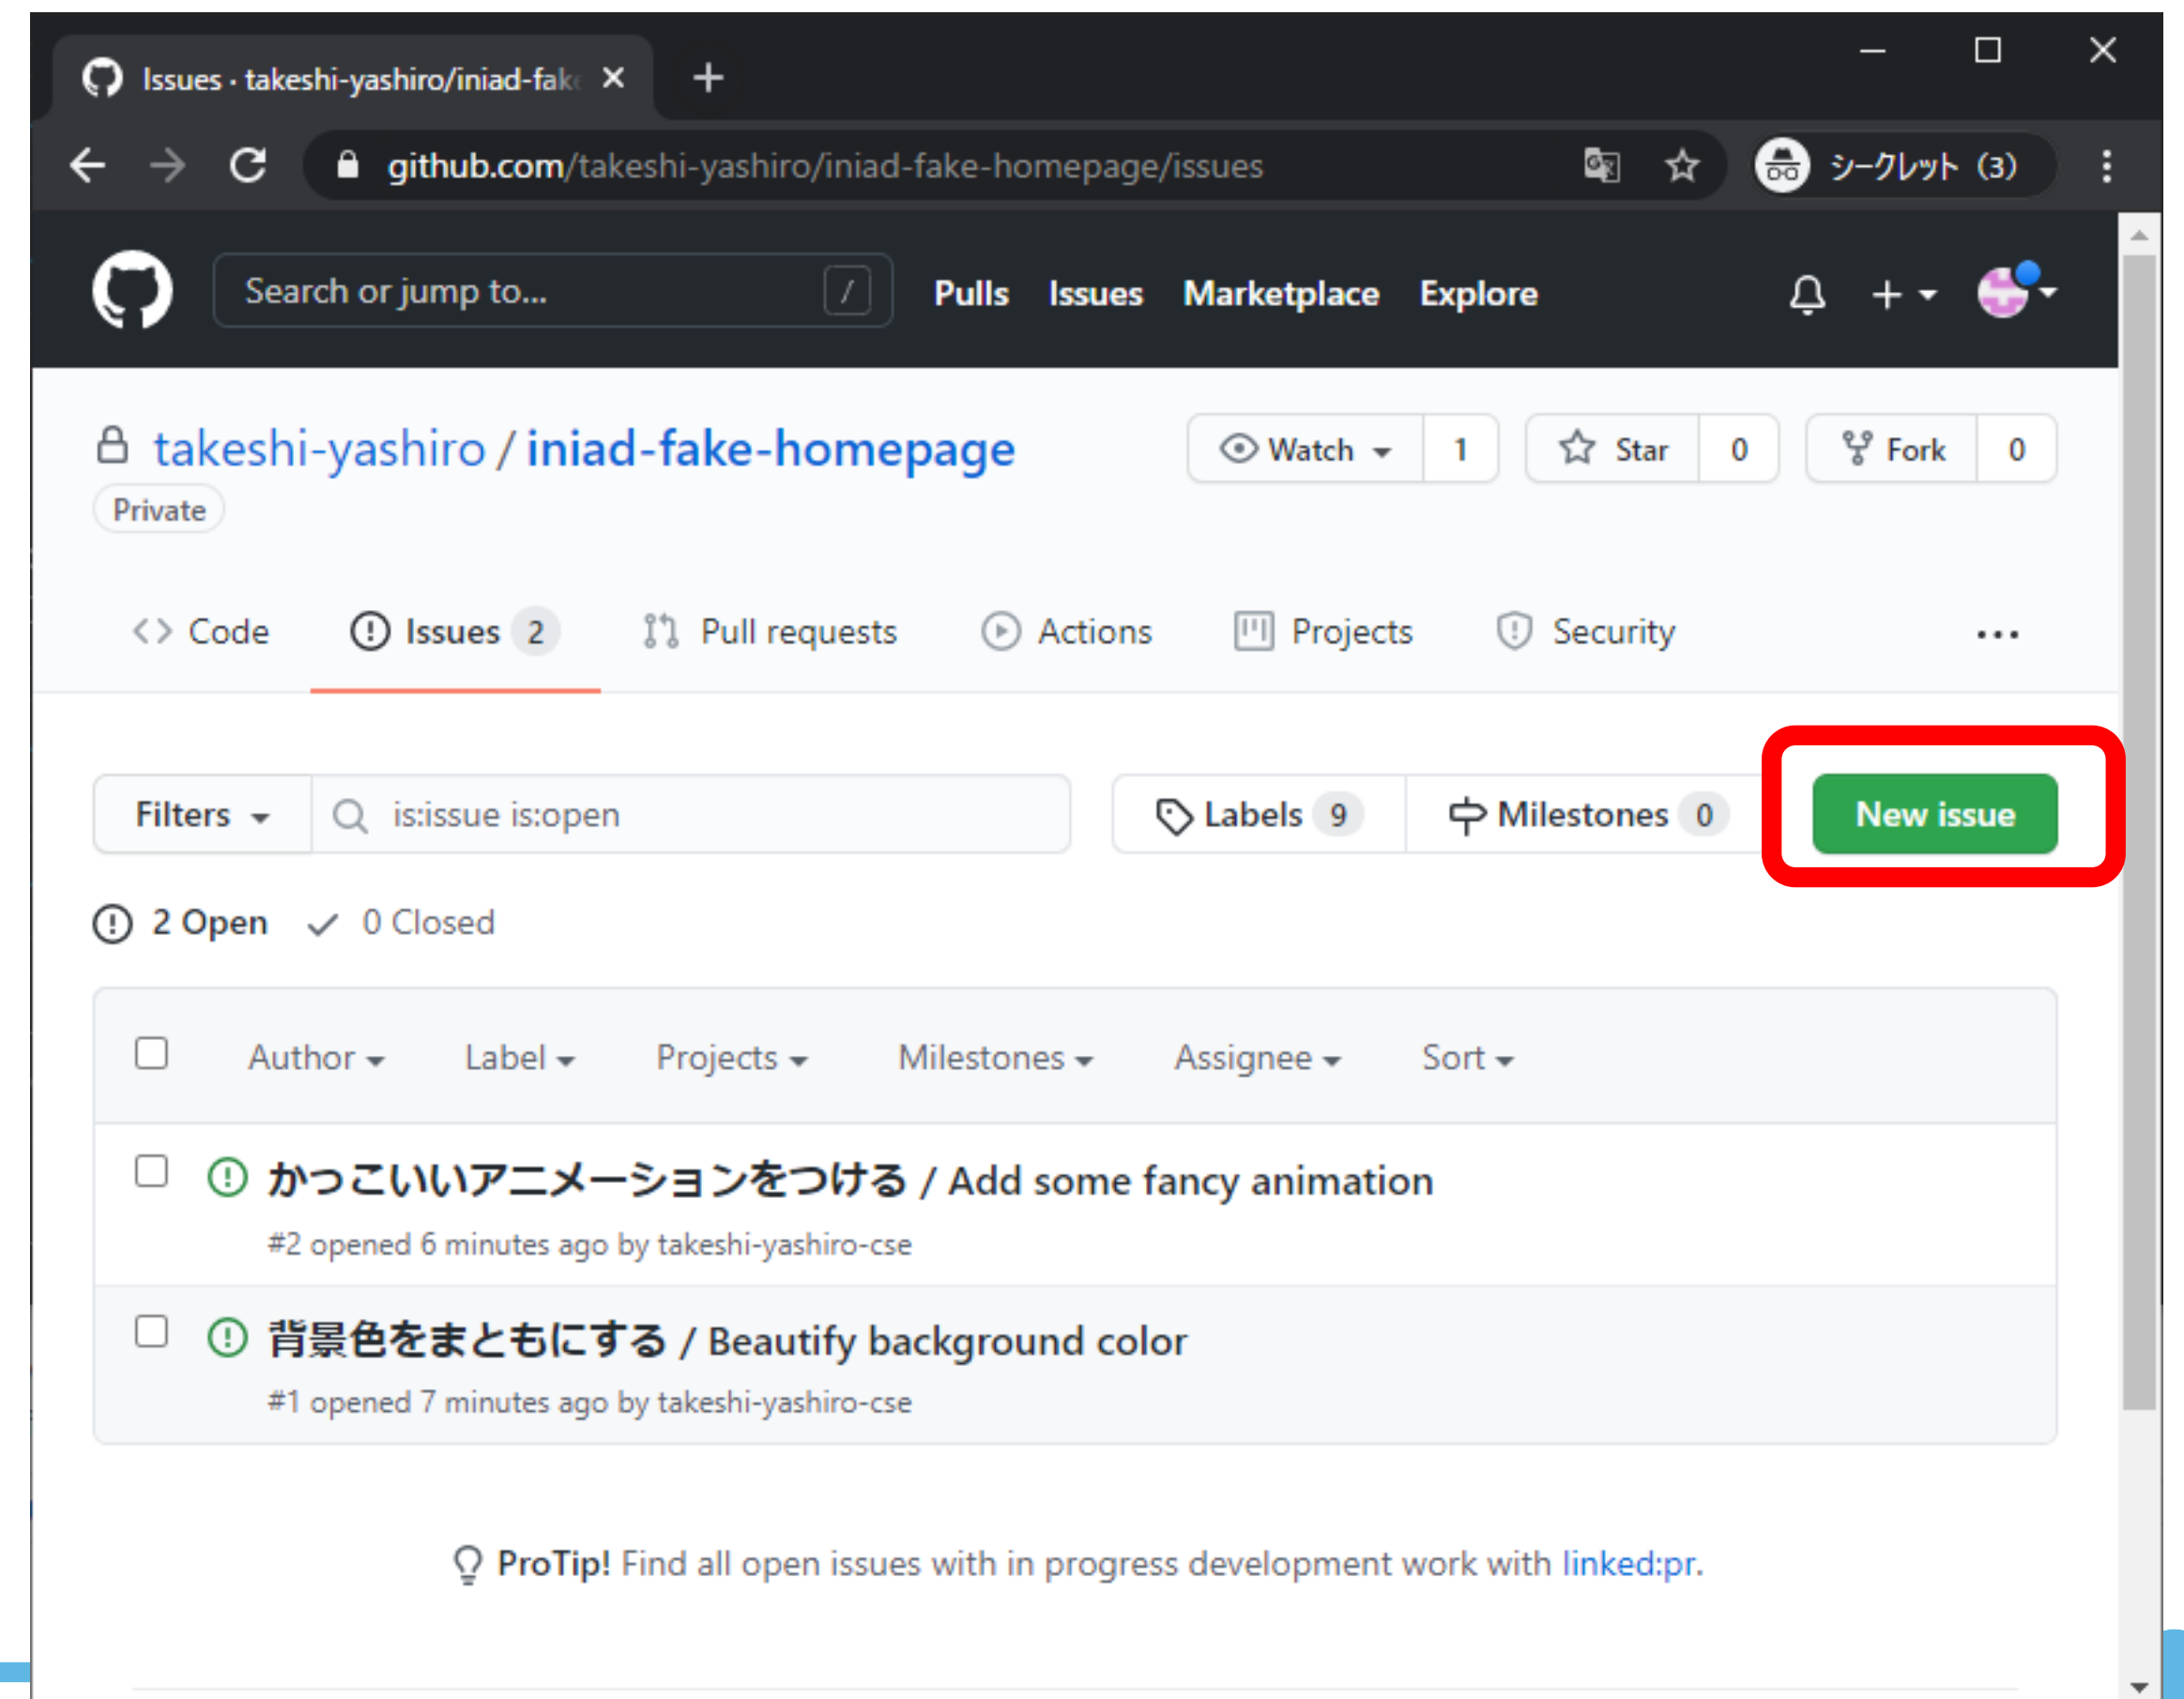 Issues · takeshi-yashiro/iniad-fak
github.com/takeshi-yashiro/iniad-fake-homepage/issues シークレット (3)
Search or jump to... / Pulls Issues Marketplace Explore
takeshi-yashiro / iniad-fake-homepage Watch 1 Star 0 Fork 0
Private
Code Issues 2 Pull requests Actions Projects Security
Filters is:issue is:open Labels 9 Milestones 0 New issue
2 Open 0 Closed
Author Label Projects Milestones Assignee Sort
かっこいいアニメーションをつける / Add some fancy animation
#2 opened 6 minutes ago by takeshi-yashiro-cse
背景色をまともにする / Beautify background color
#1 opened 7 minutes ago by takeshi-yashiro-cse
ProTip! Find all open issues with in progress development work with linked:pr.